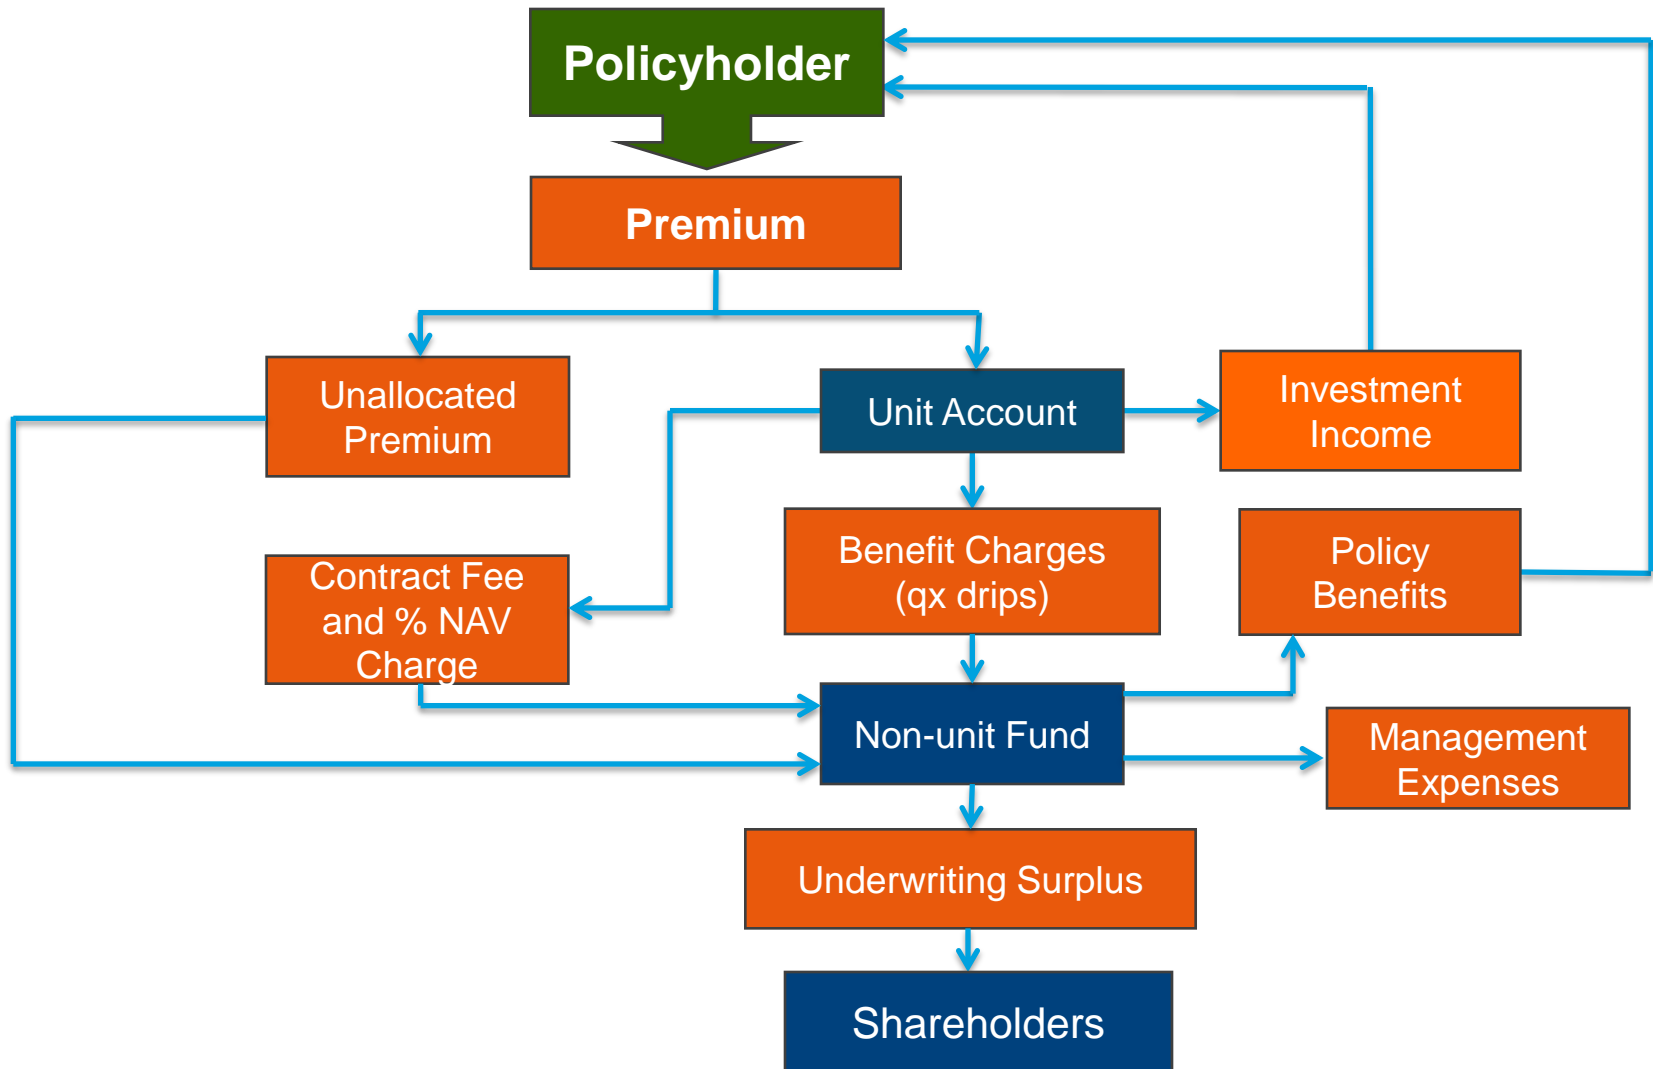 Policyholder
Premium
Unallocated
Premium
Unit Account
Investment
Income
Contract Fee
and % NAV
Charge
Benefit Charges
(qx drips)
Policy
Benefits
Non-unit Fund
Management
Expenses
Underwriting Surplus
Shareholders